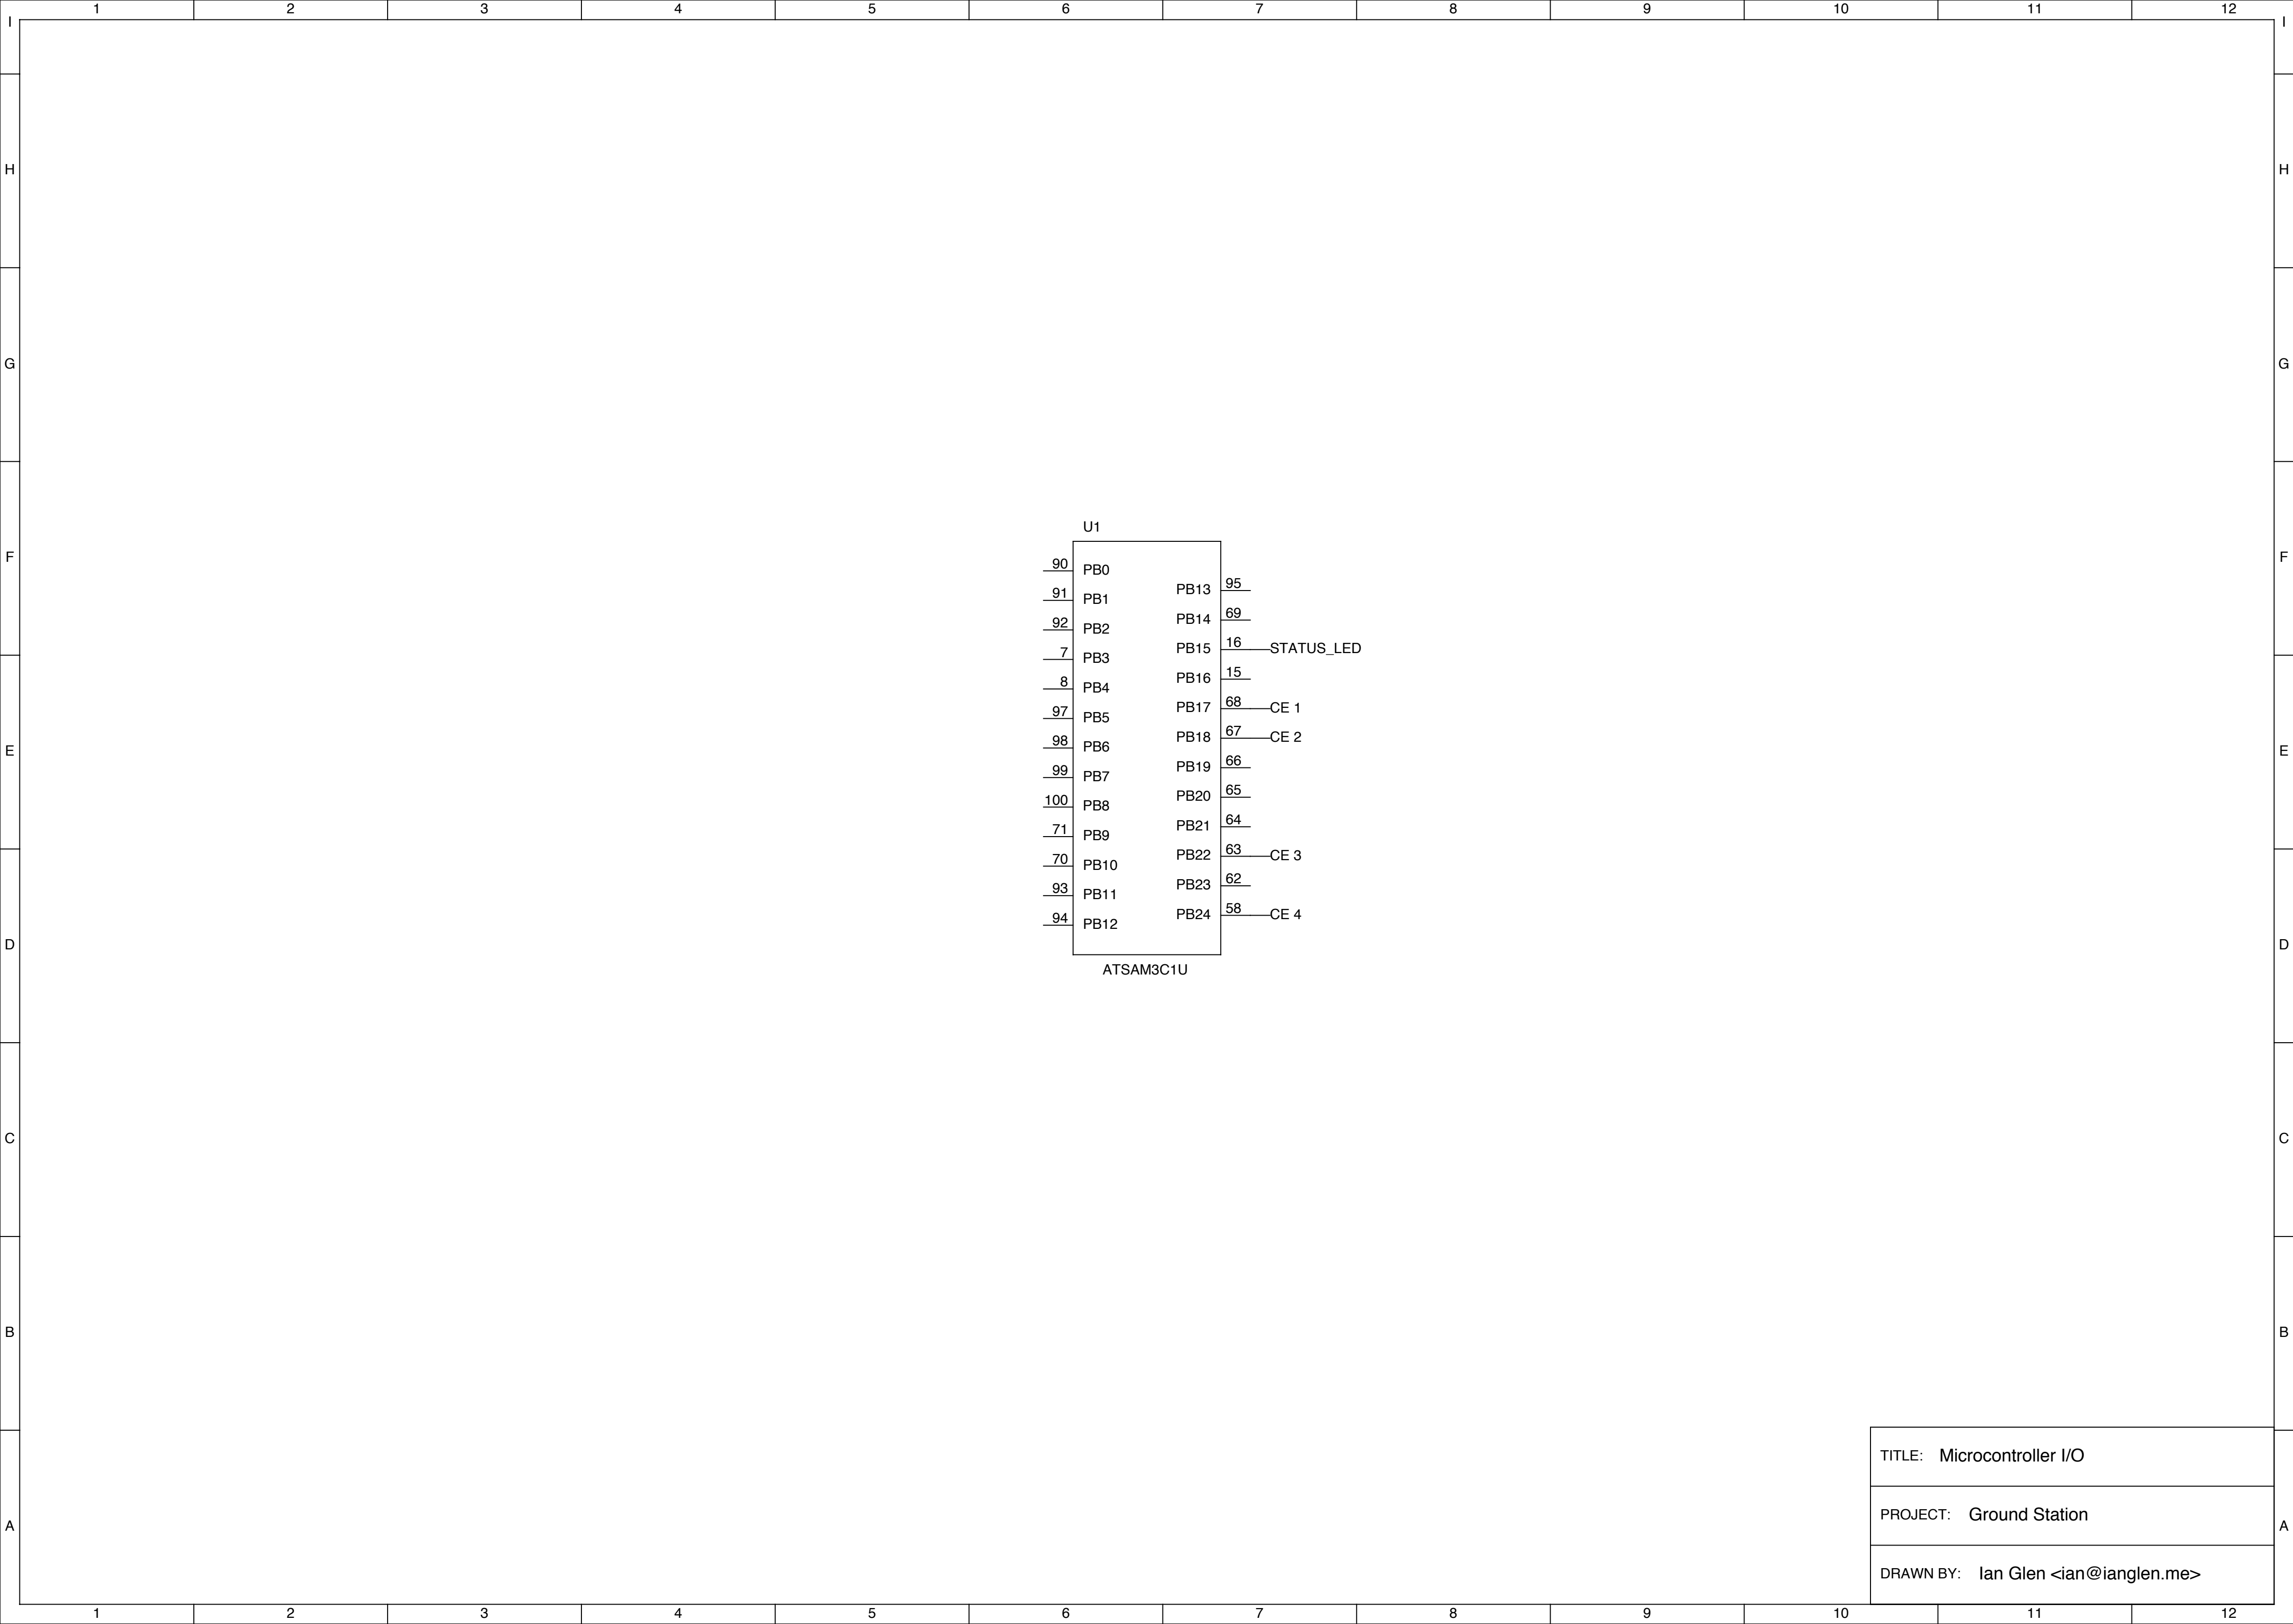 1 2 3 4 5 6 7 8 9 10 11 12
I I
H H
G G
F F
E E
D D
C C
B B
A A
U1
90 PB0
91 PB1
92 PB2
7 PB3
8 PB4
97 PB5
98 PB6
99 PB7
100 PB8
71 PB9
70 PB10
93 PB11
94 PB12
PB13 95
PB14 69
PB15 16 STATUS_LED
PB16 15
PB17 68 CE 1
PB18 67 CE 2
PB19 66
PB20 65
PB21 64
PB22 63 CE 3
PB23 62
PB24 58 CE 4
ATSAM3C1U
TITLE: Microcontroller I/O
PROJECT: Ground Station
DRAWN BY: Ian Glen <ian@ianglen.me>
1 2 3 4 5 6 7 8 9 10 11 12